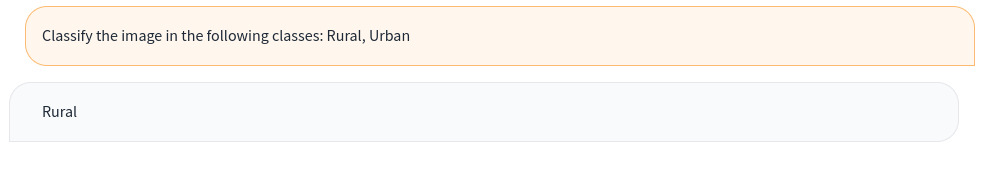 Classify the image in the following classes: Rural, Urban
Rural